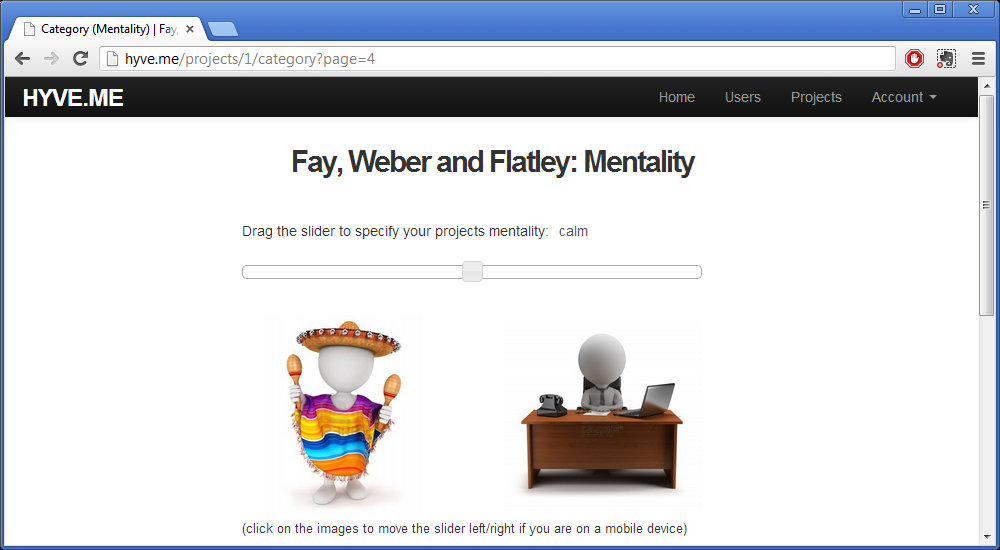 Category (Mentality) | Fay,
hyve.me/projects/1/category?page=4
HYVE.ME Home Users Projects Account
Fay, Weber and Flatley: Mentality
Drag the slider to specify your projects mentality: calm
(click on the images to move the slider left/right if you are on a mobile device)